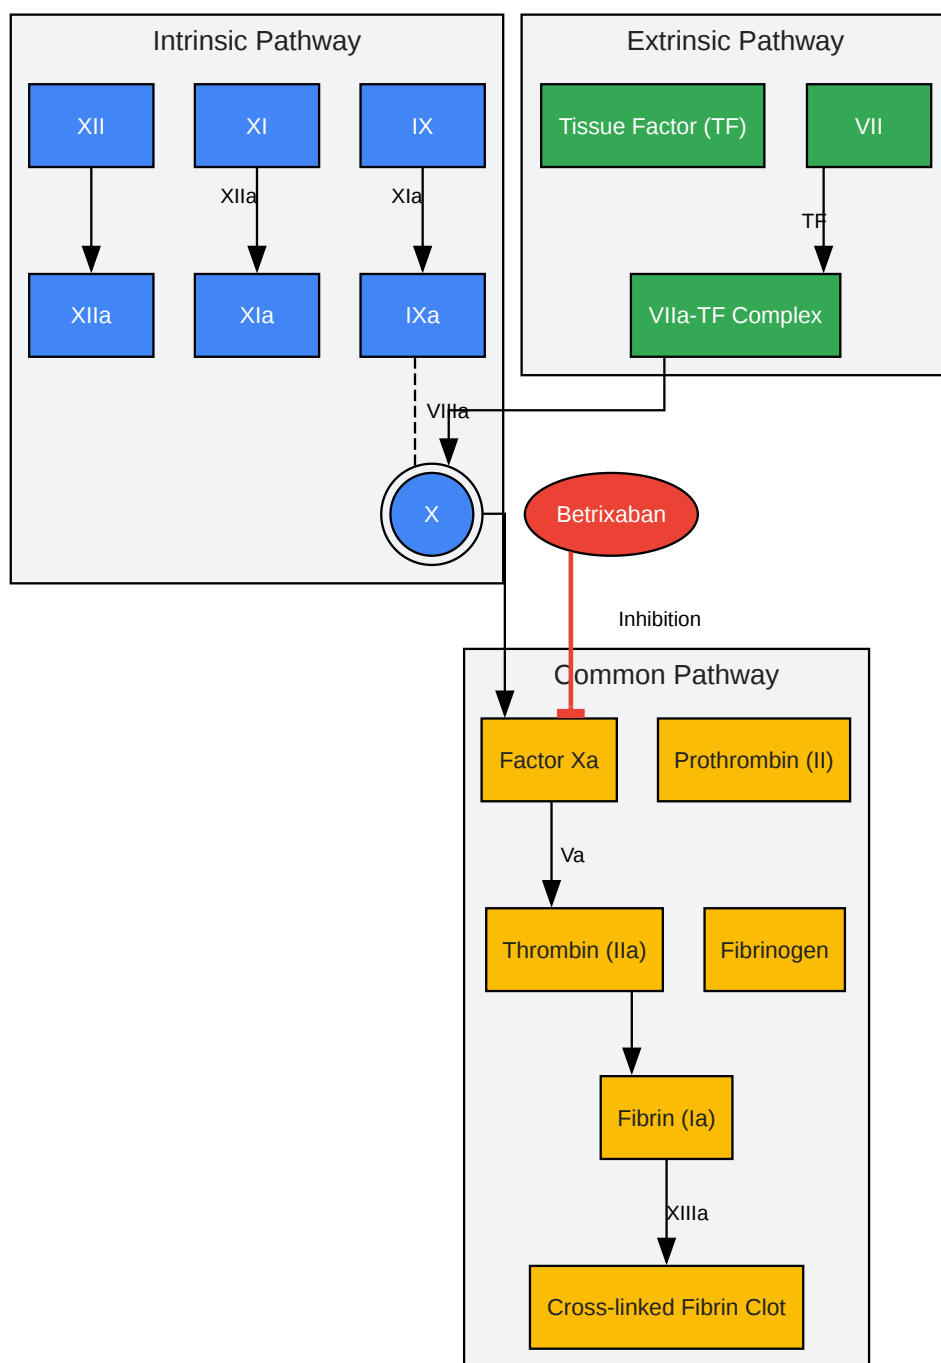 Intrinsic Pathway
Extrinsic Pathway
XII
XI
IX
Tissue Factor (TF)
VII
XIIa
XIa
TF
XIIa
XIa
IXa
VIIa-TF Complex
VIIIa
X
Betrixaban
Inhibition
Common Pathway
Factor Xa
Prothrombin (II)
Va
Thrombin (IIa)
Fibrinogen
Fibrin (Ia)
XIIIa
Cross-linked Fibrin Clot